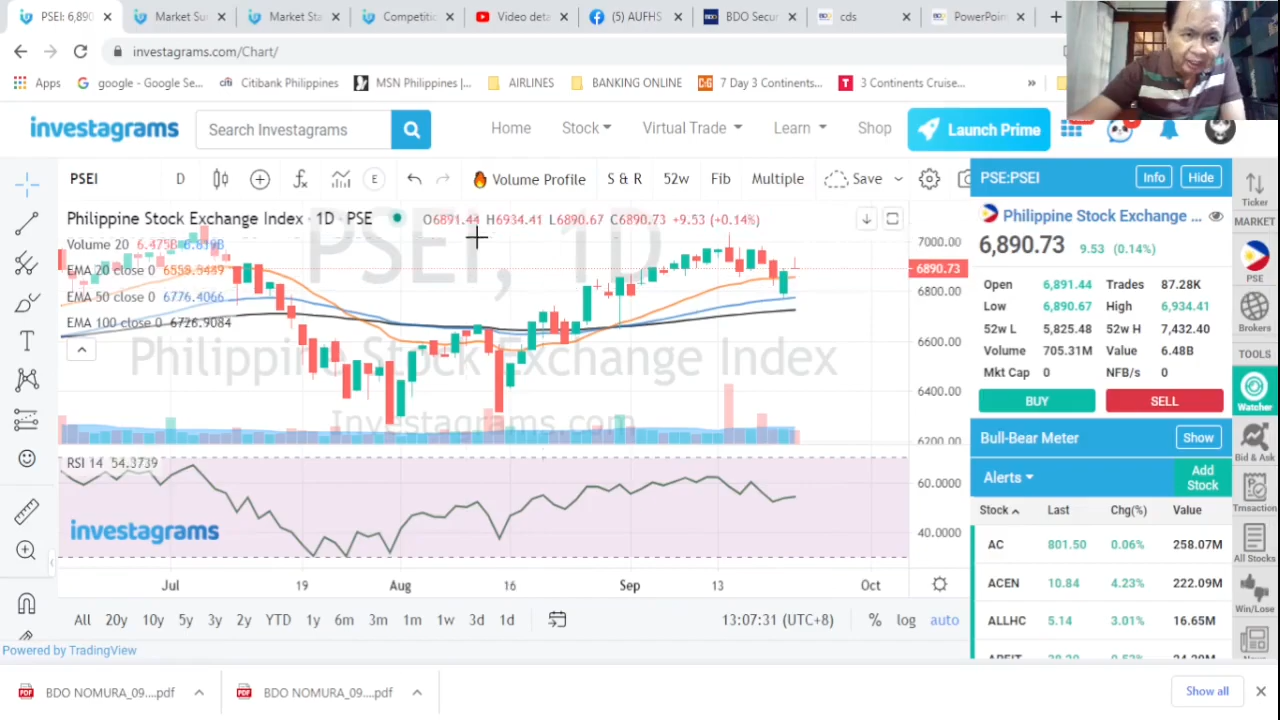 PSEI: 6,890
Market Su
Market Sta
Competitic
Video deta
(5) AUFHS
BDO Secur
cds
PowerPoin
investagrams.com/Chart/
Apps
google - Google Se...
Citibank Philippines
MSN Philippines |...
AIRLINES
BANKING ONLINE
7 Day 3 Continents...
3 Continents Cruise...
»
investagrams
Search Investagrams
Home
Stock
Virtual Trade
Learn
Shop
Launch Prime
PSEI
D
E
Volume Profile
S & R
52w
Fib
Multiple
Save
PSEI, 1D
Philippine Stock Exchange Index
Investagrams.com
Philippine Stock Exchange Index · 1D · PSE
O6891.44 H6934.41 L6890.67 C6890.73 +9.53 (+0.14%)
Volume 20 6.475B 6.819B
EMA 20 close 0
EMA 50 close 0 6776.4066
EMA 100 close 0 6726.9084
7000.00
6890.73
6800.00
6600.00
6400.00
6200.00
RSI 14 54.3739
60.0000
40.0000
investagrams
Jul
19
Aug
16
Sep
13
Oct
All 20y 10y 5y 3y 2y YTD 1y 6m 3m 1m 1w 3d 1d
13:07:31 (UTC+8)
% log auto
Powered by TradingView
PSE:PSEI
Info
Hide
Philippine Stock Exchange ...
6,890.73 9.53 (0.14%)
Open 6,891.44 Trades 87.28K
Low 6,890.67 High 6,934.41
52w L 5,825.48 52w H 7,432.40
Volume 705.31M Value 6.48B
Mkt Cap 0 NFB/s 0
BUY
SELL
Bull-Bear Meter
Show
Alerts
Add
Stock
Stock Last Chg(%) Value
AC 801.50 0.06% 258.07M
ACEN 10.84 4.23% 222.09M
ALLHC 5.14 3.01% 16.65M
Ticker
MARKET
PSE
Brokers
TOOLS
Watcher
Bid & Ask
Trnsaction
All Stocks
Win/Lose
BDO NOMURA_09....pdf
BDO NOMURA_09....pdf
Show all